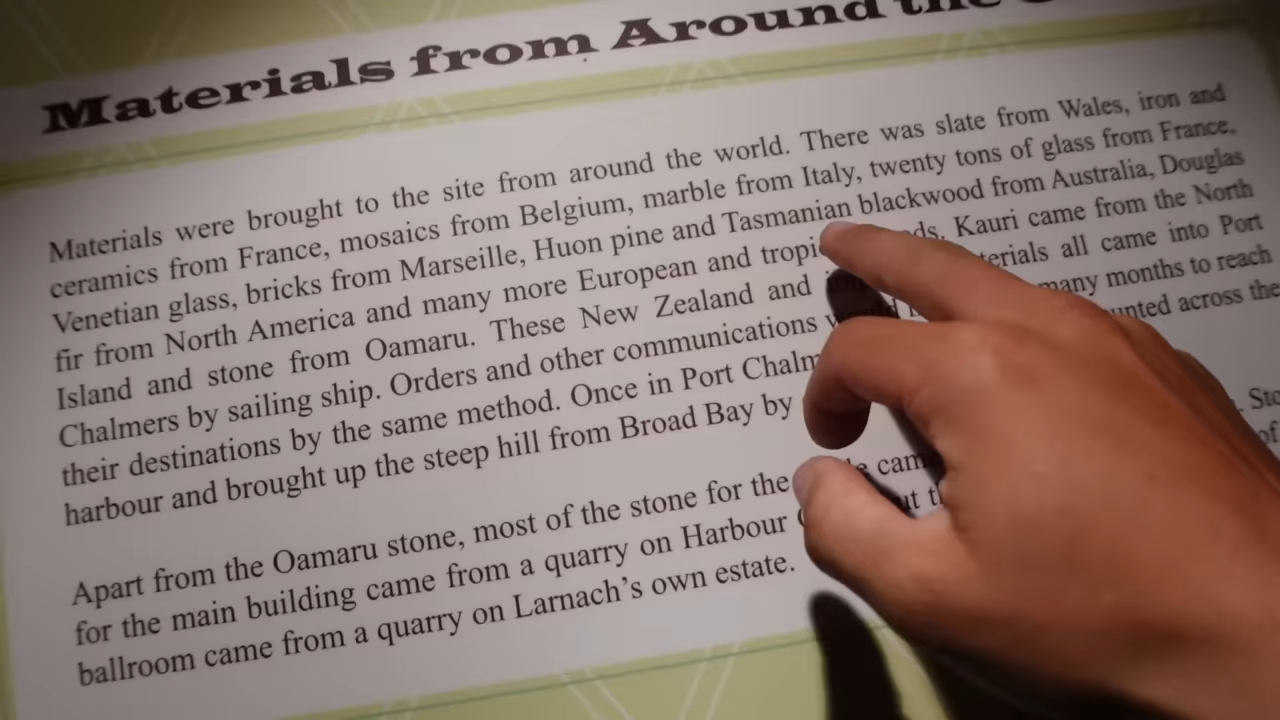 Materials from Around the
Materials were brought to the site from around the world. There was slate from Wales, iron and
ceramics from France, mosaics from Belgium, marble from Italy, twenty tons of glass from France,
Venetian glass, bricks from Marseille, Huon pine and Tasmanian blackwood from Australia, Douglas
fir from North America and many more European and Kauri came from the North
Island and stone from Oamaru. These New Zealand and all came into Port
Chalmers by sailing ship. Orders and other communications many months to reach
their destinations by the same method. Once in Port across the
harbour and brought up the steep hill from Broad Bay by
Apart from the Oamaru stone, most of the stone for the
for the main building came from a quarry on Harbour
ballroom came from a quarry on Larnach's own estate.